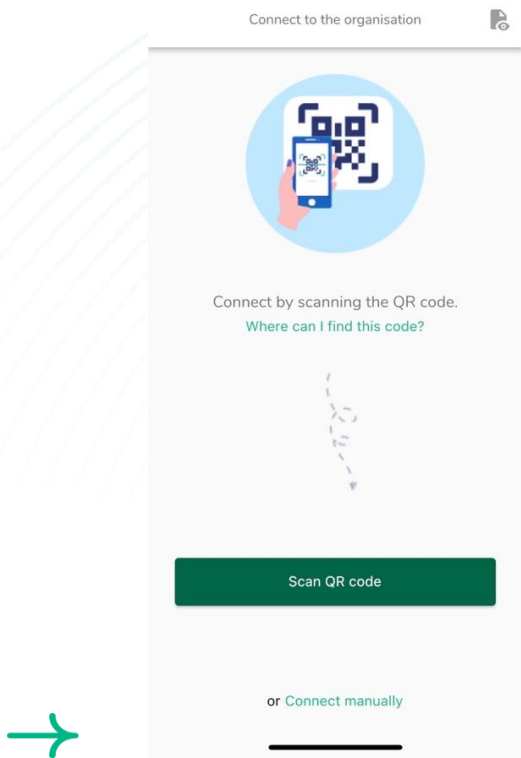 Connect to the organisation
Connect by scanning the QR code.
Where can I find this code?
Scan QR code
or Connect manually